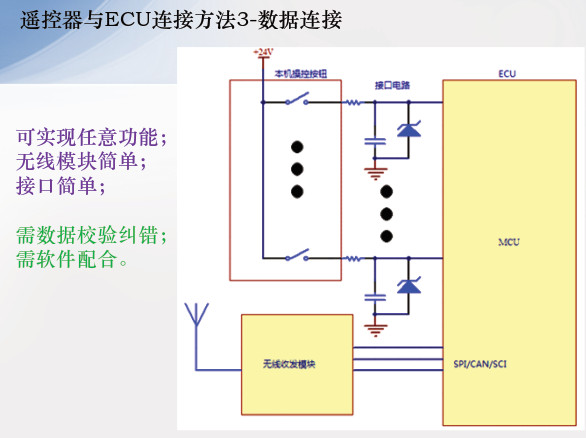 遥控器与ECU连接方法3-数据连接
+24V
本机操控按钮
接口电路
ECU
可实现任意功能；
无线模块简单；
接口简单；
需数据校验纠错；
需软件配合。
MCU
无线收发模块
SPI/CAN/SCI